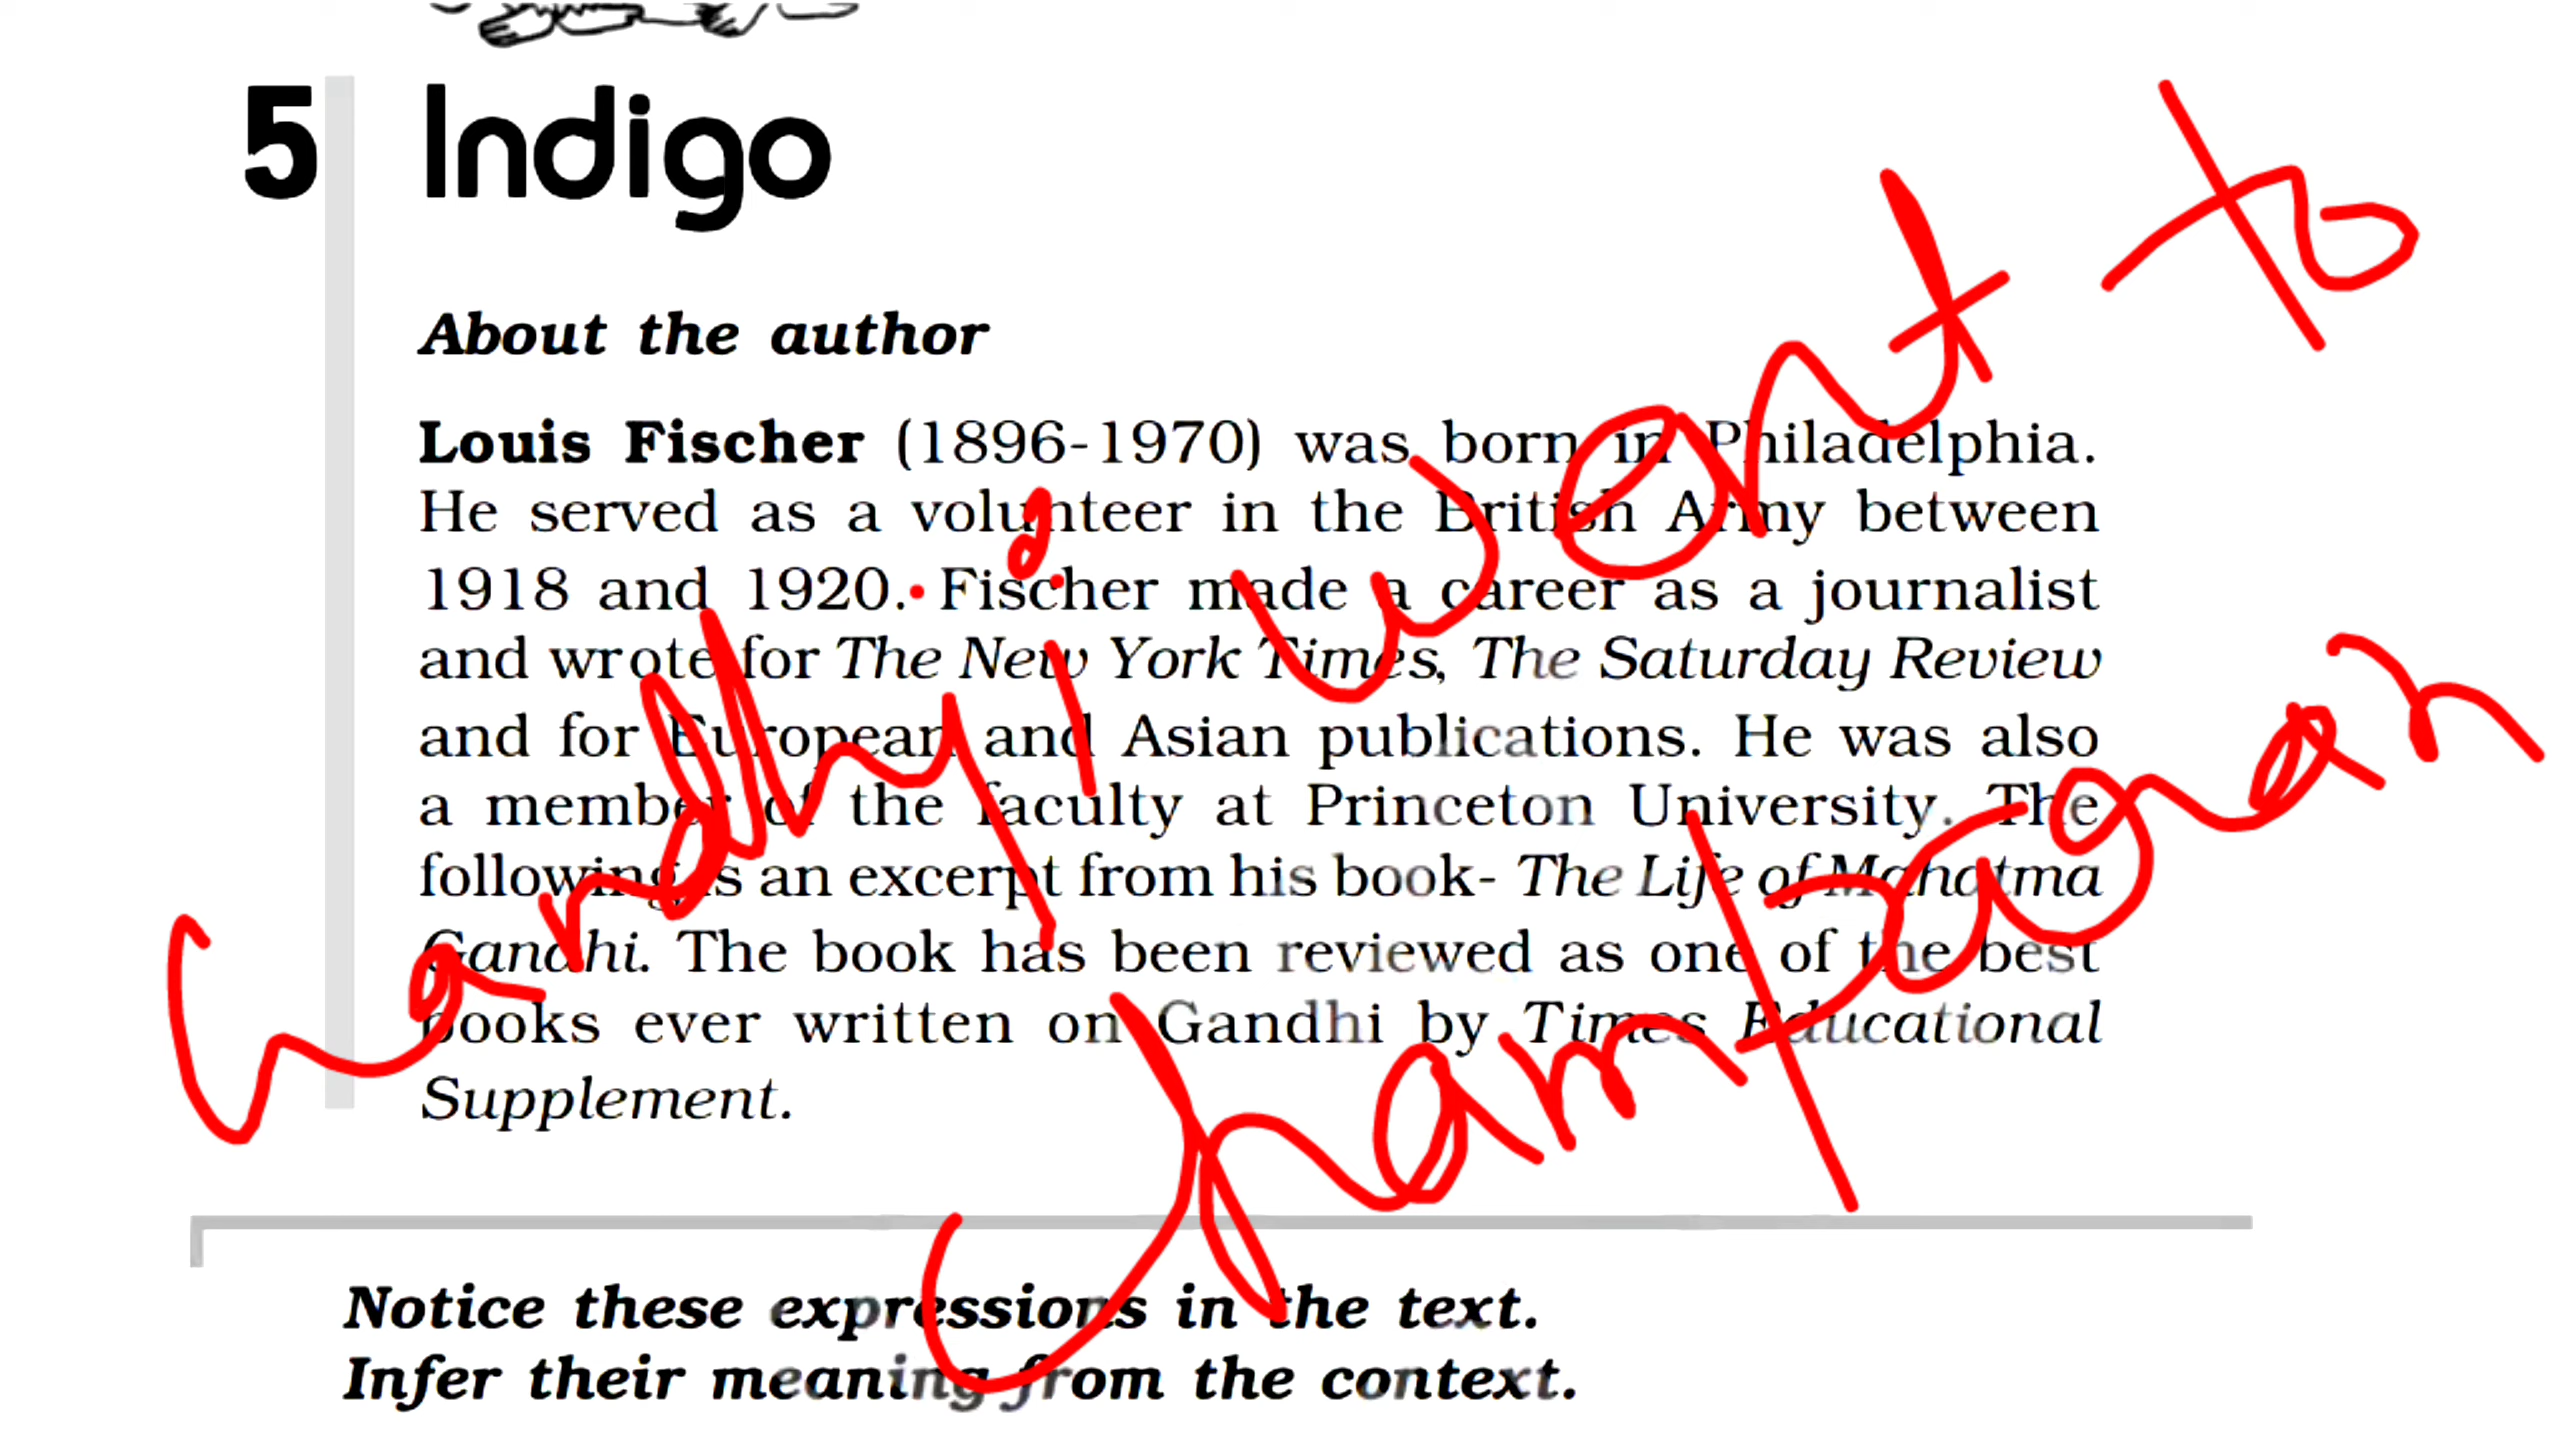 5 Indigo
About the author
Louis Fischer (1896-1970) was born in Philadelphia.
He served as a volunteer in the British Army between
1918 and 1920. Fischer made a career as a journalist
and wrote for The New York Times, The Saturday Review
and for European and Asian publications. He was also
a member of the faculty at Princeton University. The
following is an excerpt from his book- The Life of Mahatma
Gandhi. The book has been reviewed as one of the best
books ever written on Gandhi by Times Educational
Supplement.
Notice these expressions in the text.
Infer their meaning from the context.
Gandhiji went to
Champaran